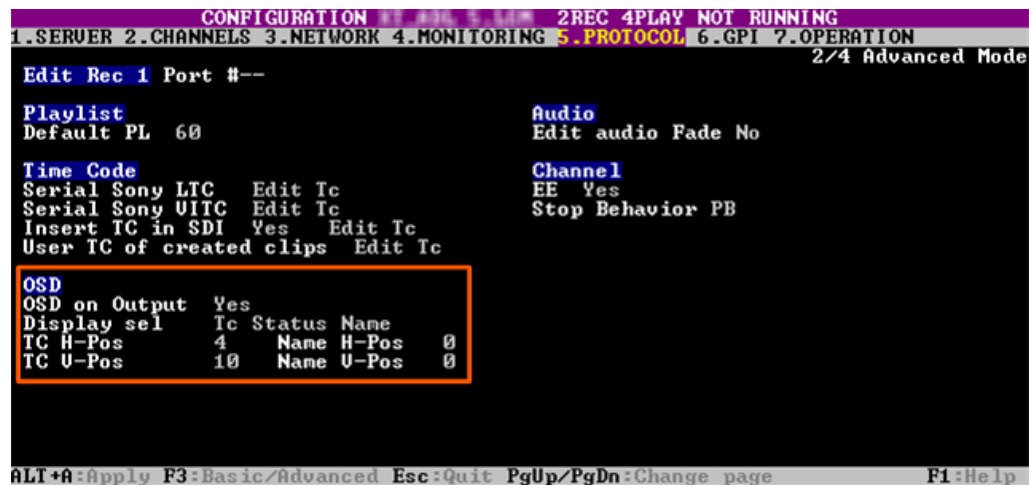 CONFIGURATION 2REC 4PLAY NOT RUNNING
1.SERVER 2.CHANNELS 3.NETWORK 4.MONITORING 5.PROTOCOL 6.GPI 7.OPERATION
2/4 Advanced Mode
Edit Rec 1 Port #--
Playlist
Default PL 60
Audio
Edit audio Fade No
Time Code
Serial Sony LTC Edit Tc
Serial Sony VITC Edit Tc
Insert TC in SDI Yes Edit Tc
User TC of created clips Edit Tc
Channel
EE Yes
Stop Behavior PB
OSD
OSD on Output Yes
Display sel Tc Status Name
TC H-Pos 4 Name H-Pos 0
TC V-Pos 10 Name V-Pos 0
ALT+A:Apply F3:Basic/Advanced Esc:Quit PgUp/PgDn:Change page F1:Help